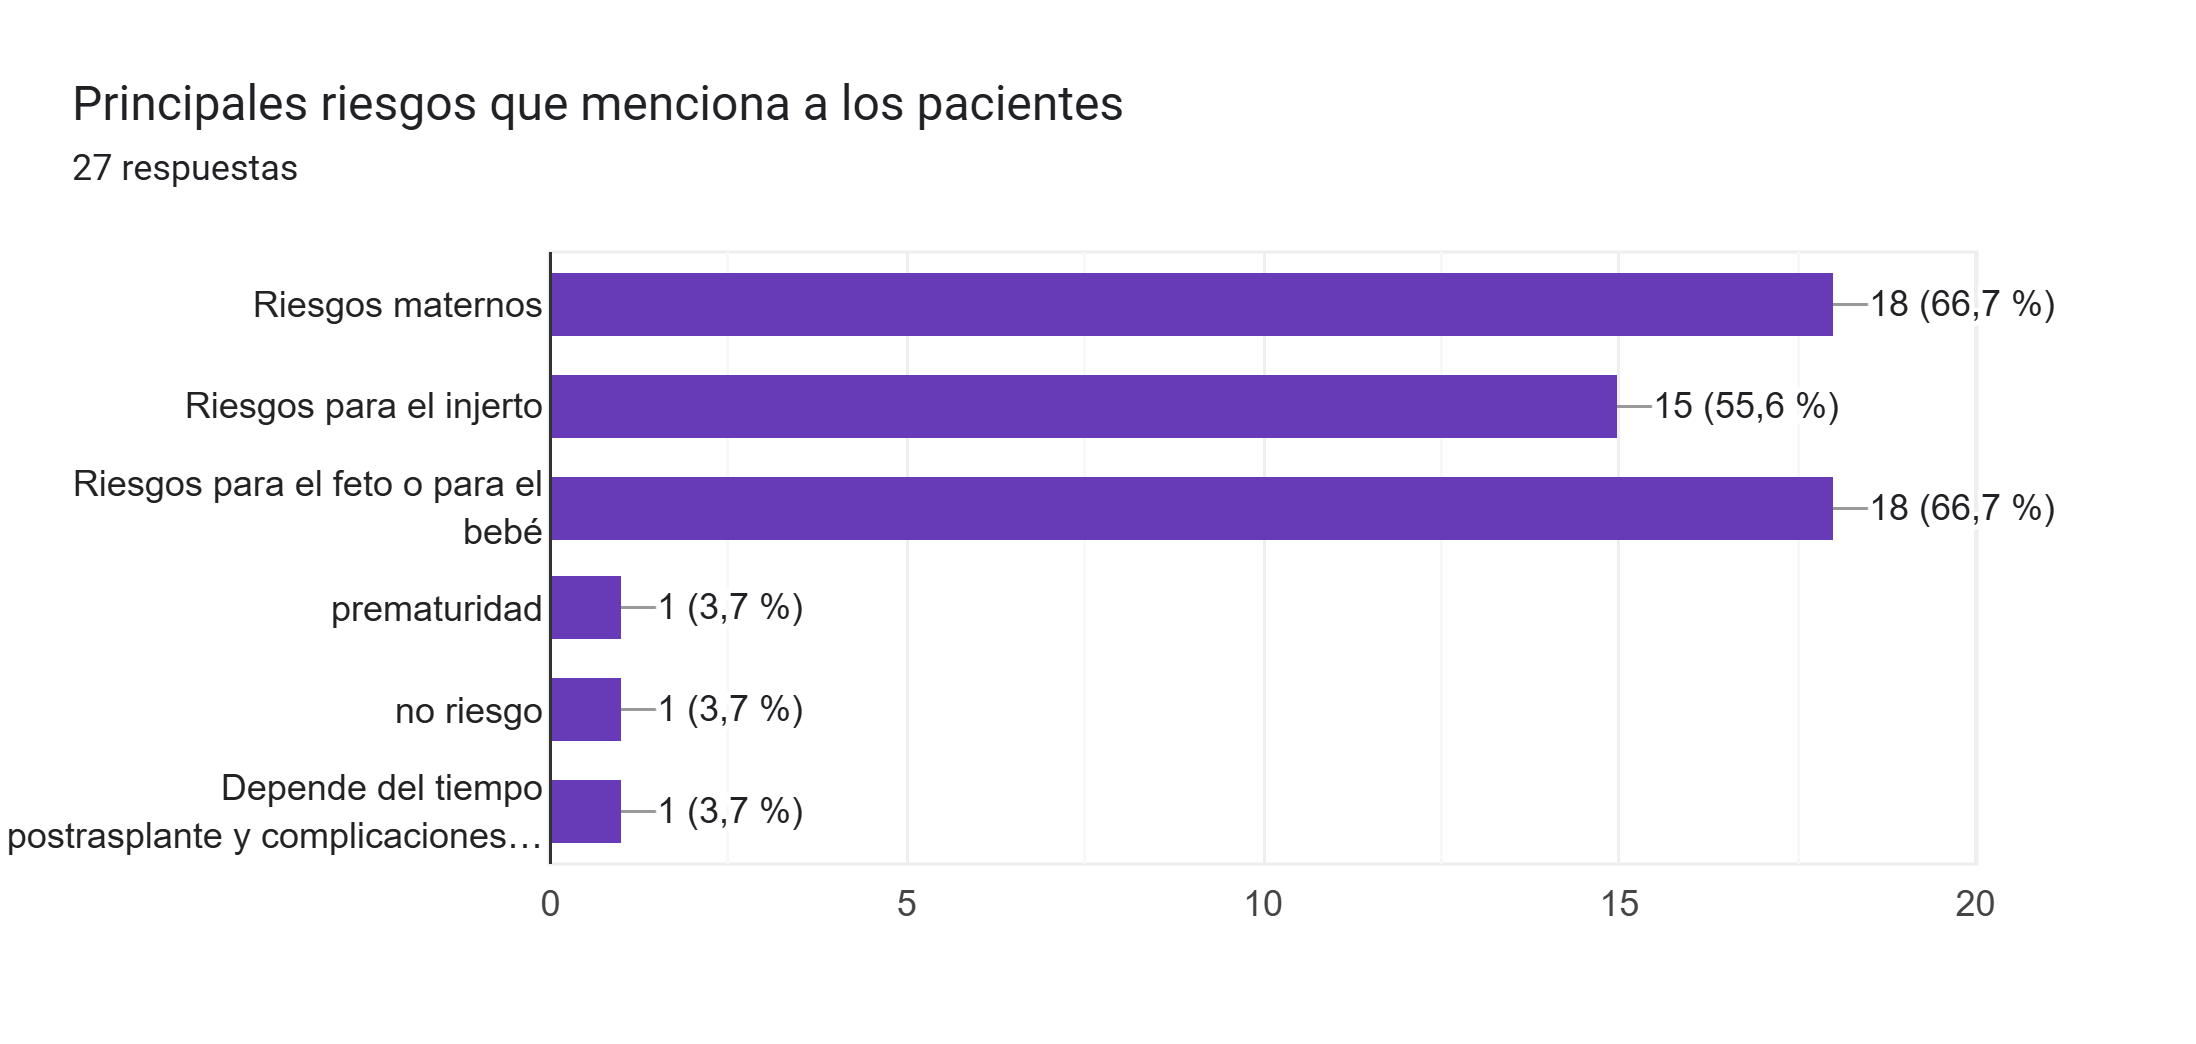 Principales riesgos que menciona a los pacientes
27 respuestas
Riesgos maternos
18 (66,7 %)
Riesgos para el injerto
15 (55,6 %)
Riesgos para el feto o para el
bebé
18 (66,7 %)
prematuridad
1 (3,7 %)
no riesgo
1 (3,7 %)
Depende del tiempo
postrasplante y complicaciones…
1 (3,7 %)
0
5
10
15
20